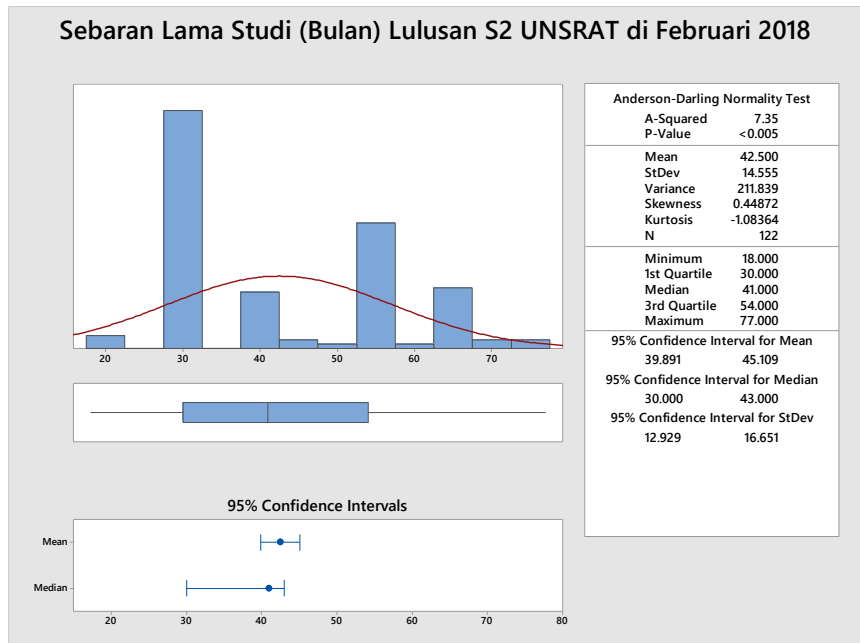 Sebaran Lama Studi (Bulan) Lulusan S2 UNSRAT di Februari 2018
20 30 40 50 60 70
Anderson-Darling Normality Test
A-Squared 7.35
P-Value <0.005
Mean 42.500
StDev 14.555
Variance 211.839
Skewness 0.44872
Kurtosis -1.08364
N 122
Minimum 18.000
1st Quartile 30.000
Median 41.000
3rd Quartile 54.000
Maximum 77.000
95% Confidence Interval for Mean
39.891 45.109
95% Confidence Interval for Median
30.000 43.000
95% Confidence Interval for StDev
12.929 16.651
95% Confidence Intervals
Mean
Median
20 30 40 50 60 70 80